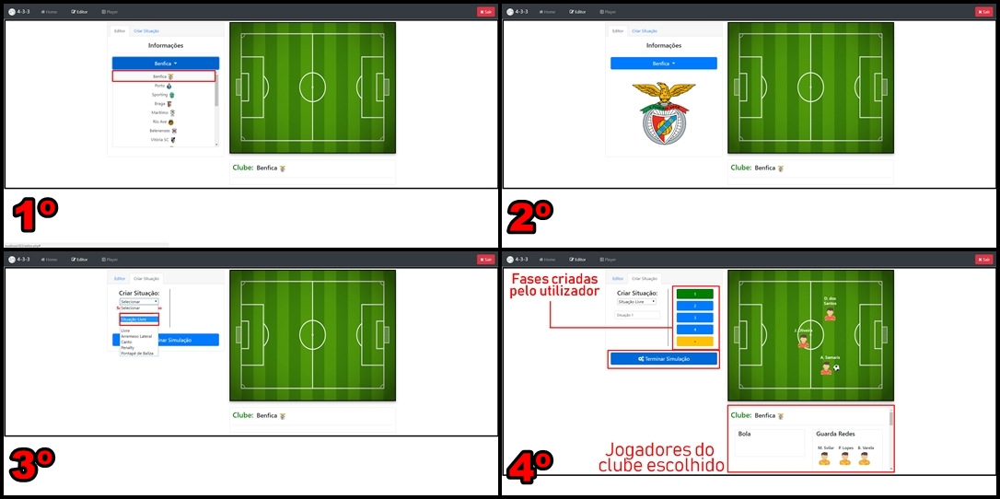 4-3-3 Home Editor Player Sair
Editor Criar Situação
Informações
Benfica
Benfica
Porto
Sporting
Braga
Marítimo
Rio Ave
Belenenses
Vitória SC
Clube: Benfica
1º
4-3-3 Home Editor Player Sair
Editor Criar Situação
Informações
Benfica
Clube: Benfica
2º
4-3-3 Home Editor Player Sair
Editor Criar Situação
Criar Situação:
Selecionar
Selecionar
Situação Livre
Livre
Arremesso Lateral
Canto
Penalty
Pontapé de Baliza
nar Simulação
Clube: Benfica
3º
4-3-3 Home Editor Player Sair
Editor Criar Situação
Fases criadas
pelo utilizador
Criar Situação:
Situação Livre
Situação 1
1
2
3
4
Terminar Simulação
D. dos
Santos
J. Oliveira
A. Samaris
Clube: Benfica
Bola
Guarda Redes
M. Svilar P. Lopes B. Varela
Jogadores do
clube escolhido
4º